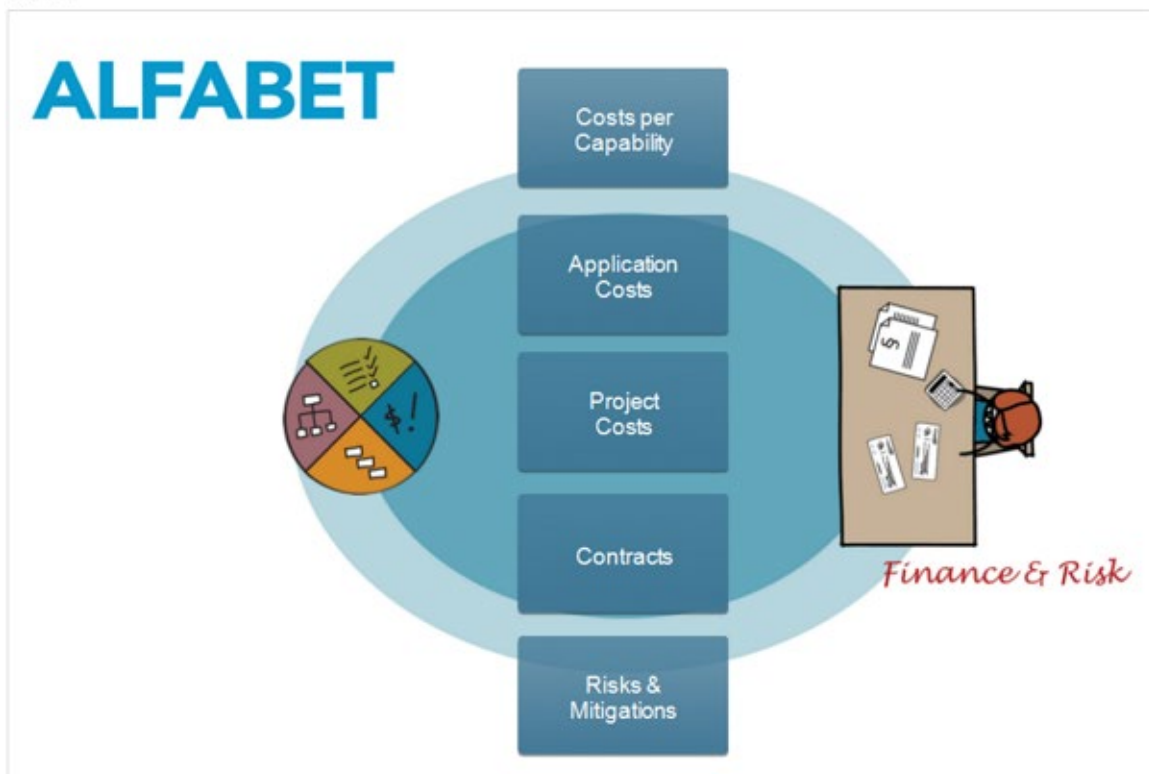 ALFABET
Costs per
Capability
Application
Costs
Project
Costs
$!
§
Contracts
Finance & Risk
Risks &
Mitigations